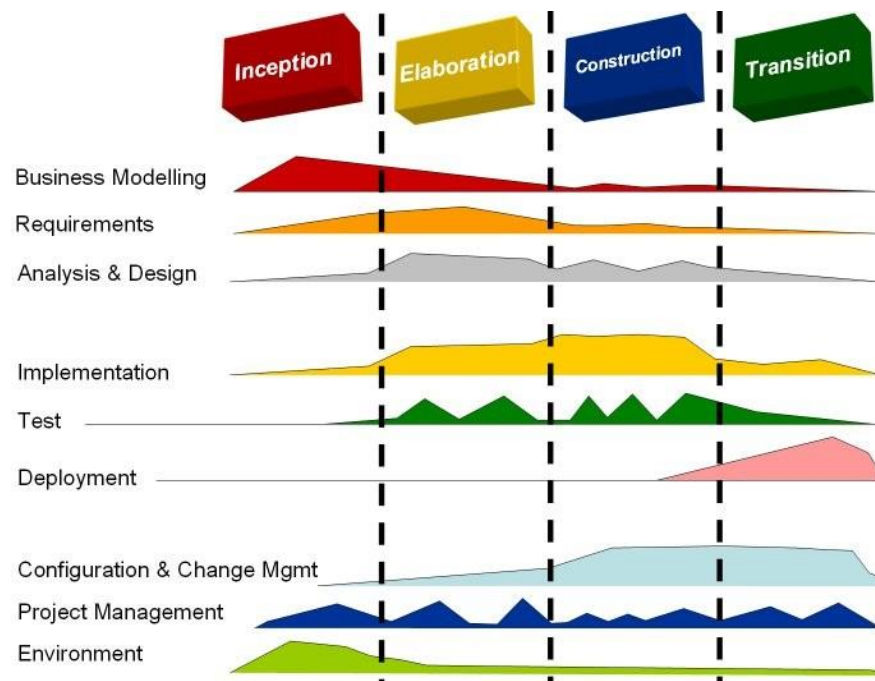 Inception
Elaboration
Construction
Transition
Business Modelling
Requirements
Analysis & Design
Implementation
Test
Deployment
Configuration & Change Mgmt
Project Management
Environment